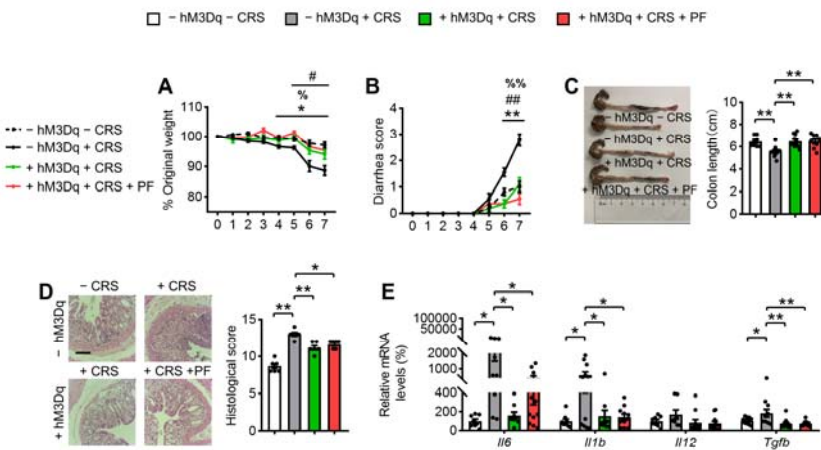 − hM3Dq − CRS − hM3Dq + CRS + hM3Dq + CRS + hM3Dq + CRS + PF
A
− hM3Dq − CRS
− hM3Dq + CRS
+ hM3Dq + CRS
+ hM3Dq + CRS + PF
% Original weight
110
100
90
80
#
%
*
0 1 2 3 4 5 6 7
B
Diarrhea score
4
3
2
1
0
%%
##
**
0 1 2 3 4 5 6 7
C
− hM3Dq − CRS
− hM3Dq + CRS
+ hM3Dq + CRS
+ hM3Dq + CRS + PF
Colon length(cm)
10
8
6
4
2
0
**
** **
D
− CRS + CRS
− hM3Dq
+ CRS + CRS +PF
+ hM3Dq
Histological score
15
10
5
0
*
** **
E
Relative mRNA
levels (%)
100000
50000
2000
1000
400
200
0
* * *
* * *
* ** **
Il6 Il1b Il12 Tgfb